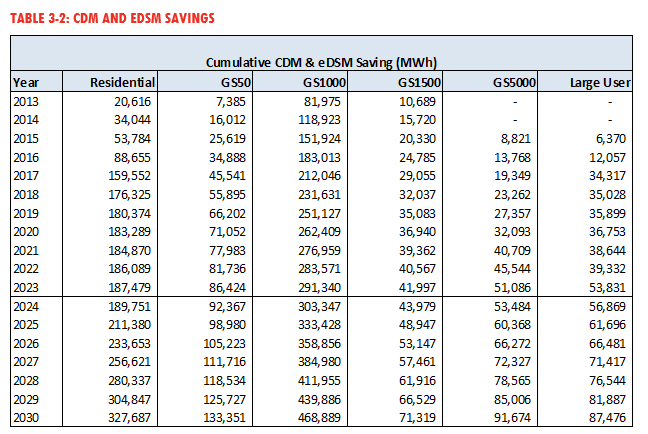 TABLE 3-2: CDM AND EDSM SAVINGS
Cumulative CDM & eDSM Saving (MWh)
Year Residential GS50 GS1000 GS1500 GS5000 Large User
2013 20,616 7,385 81,975 10,689 - -
2014 34,044 16,012 118,923 15,720 - -
2015 53,784 25,619 151,924 20,330 8,821 6,370
2016 88,655 34,888 183,013 24,785 13,768 12,057
2017 159,552 45,541 212,046 29,055 19,349 34,317
2018 176,325 55,895 231,631 32,037 23,262 35,028
2019 180,374 66,202 251,127 35,083 27,357 35,899
2020 183,289 71,052 262,409 36,940 32,093 36,753
2021 184,870 77,983 276,959 39,362 40,709 38,644
2022 186,089 81,736 283,571 40,567 45,544 39,332
2023 187,479 86,424 291,340 41,997 51,086 53,831
2024 189,751 92,367 303,347 43,979 53,484 56,869
2025 211,380 98,980 333,428 48,947 60,368 61,696
2026 233,653 105,223 358,856 53,147 66,272 66,481
2027 256,621 111,716 384,980 57,461 72,327 71,417
2028 280,337 118,534 411,955 61,916 78,565 76,544
2029 304,847 125,727 439,886 66,529 85,006 81,887
2030 327,687 133,351 468,889 71,319 91,674 87,476